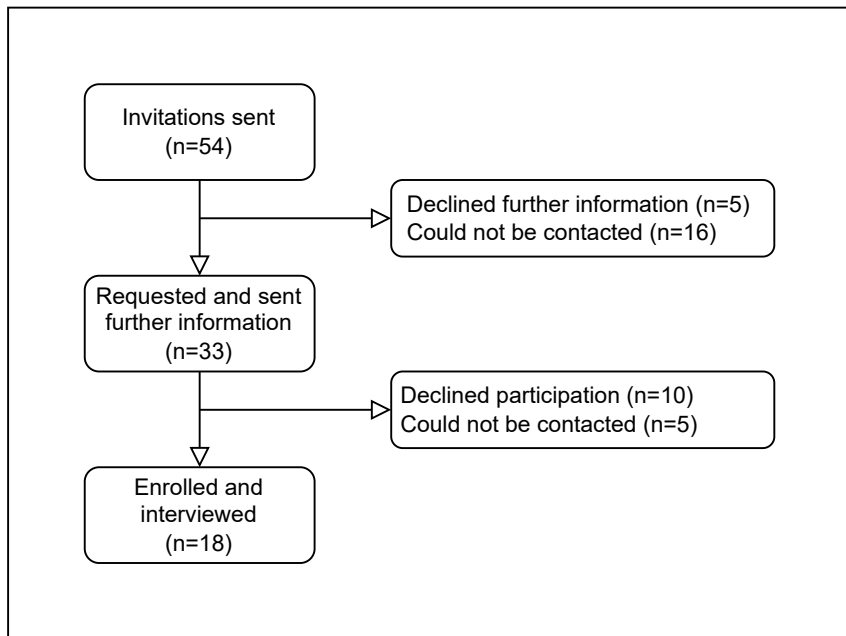 Invitations sent
(n=54)
Declined further information (n=5)
Could not be contacted (n=16)
Requested and sent
further information
(n=33)
Declined participation (n=10)
Could not be contacted (n=5)
Enrolled and
interviewed
(n=18)